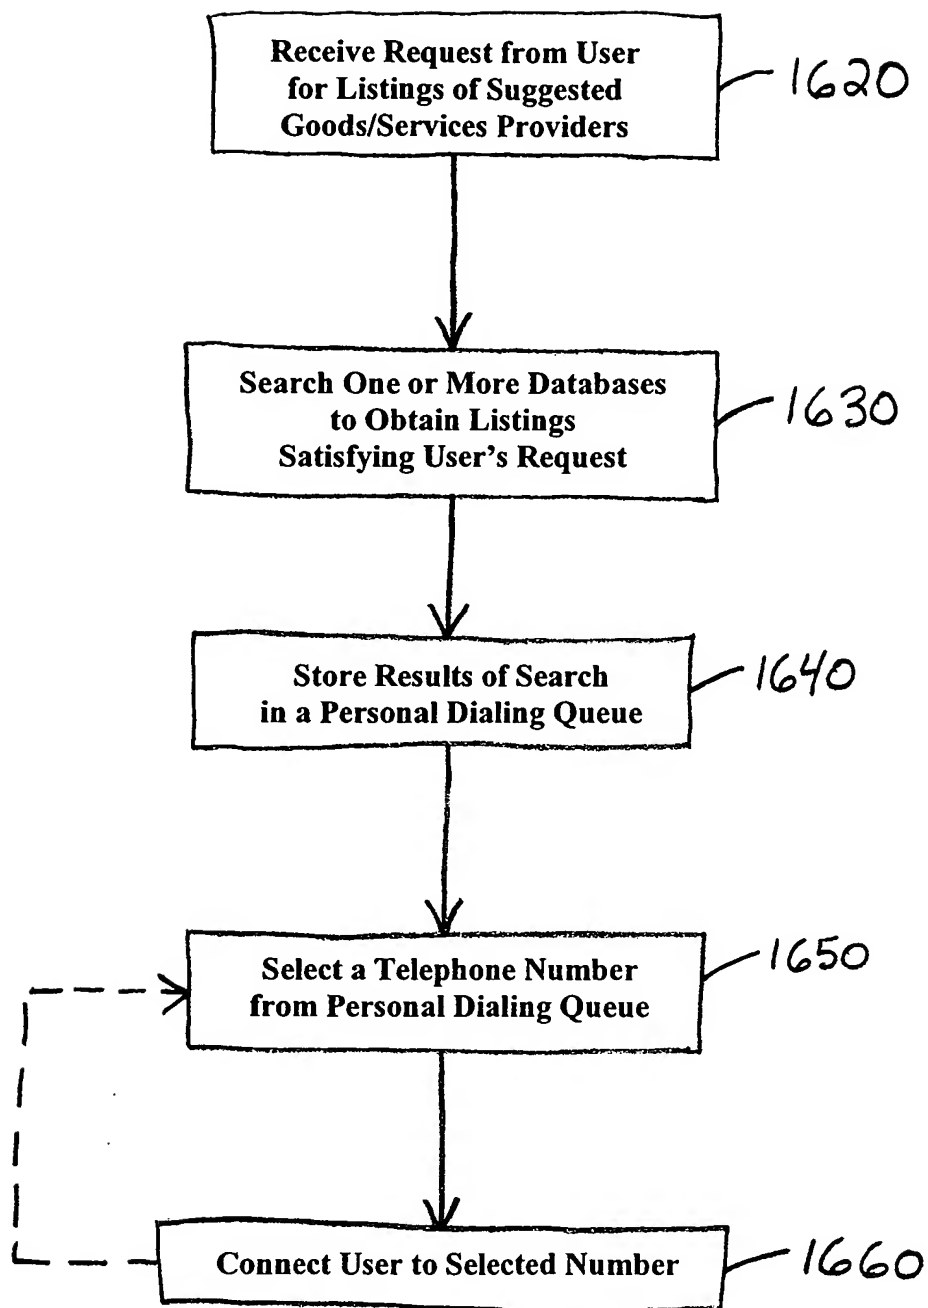 Receive Request from User
for Listings of Suggested
Goods/Services Providers
1620
Search One or More Databases
to Obtain Listings
Satisfying User's Request
1630
Store Results of Search
in a Personal Dialing Queue
1640
Select a Telephone Number
from Personal Dialing Queue
1650
Connect User to Selected Number
1660